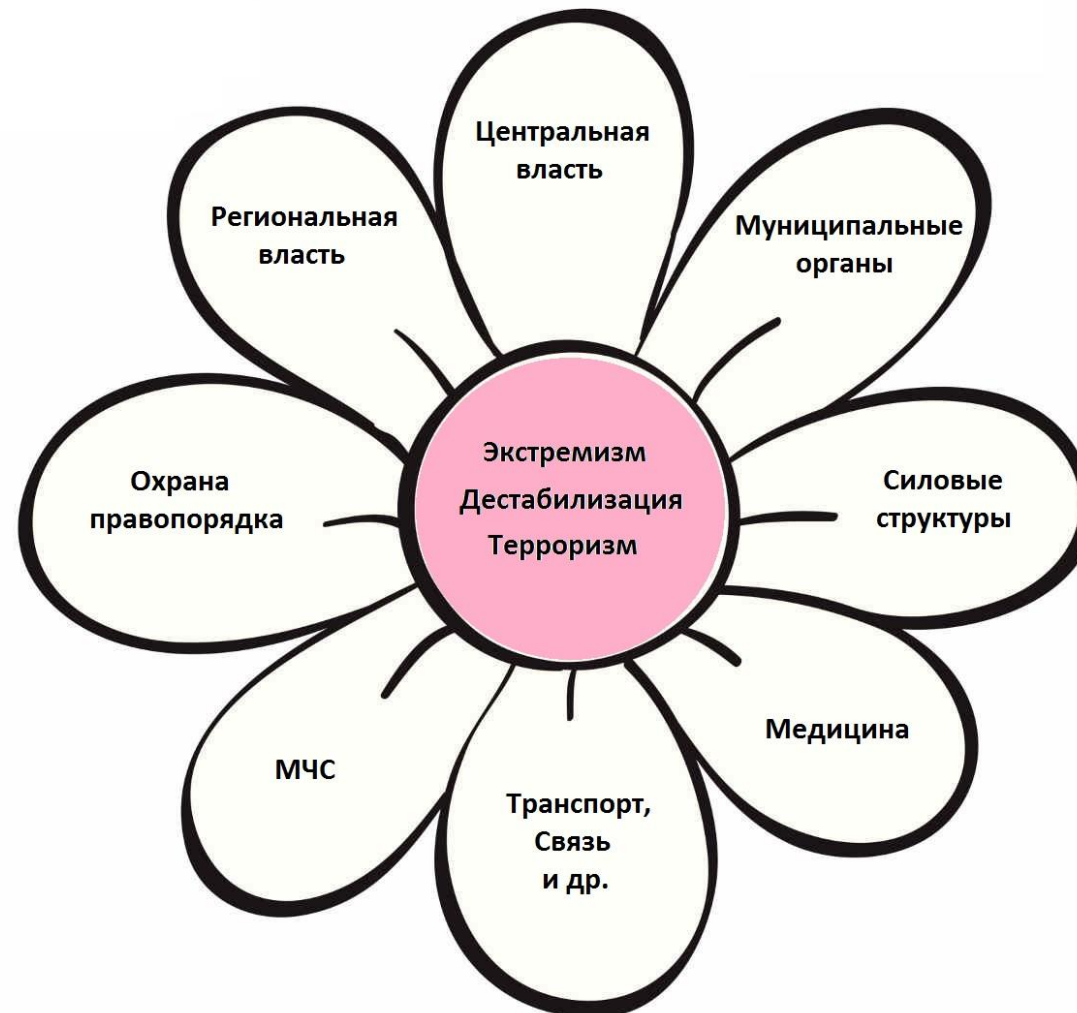 Центральная
власть
Муниципальные
органы
Силовые
структуры
Медицина
Транспорт,
Связь
и др.
МЧС
Охрана
правопорядка
Региональная
власть
Экстремизм
Дестабилизация
Терроризм